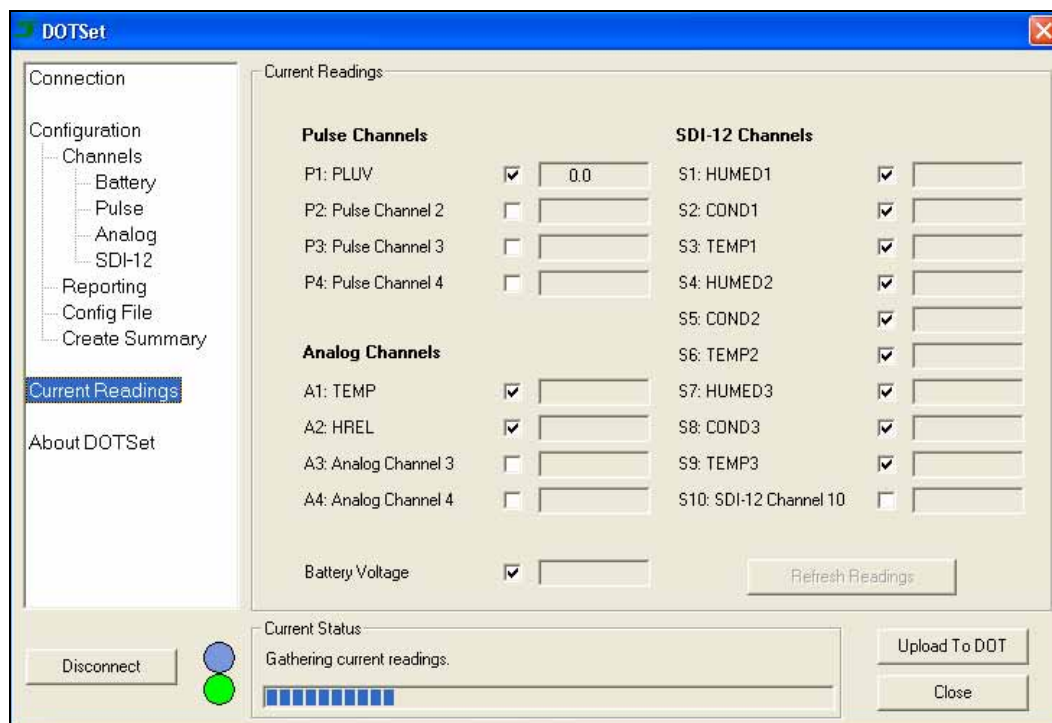 DOTSet
Connection
Configuration
Channels
Battery
Pulse
Analog
SDI-12
Reporting
Config File
Create Summary
Current Readings
About DOTSet
Current Readings
Pulse Channels
P1: PLUV 0.0
P2: Pulse Channel 2
P3: Pulse Channel 3
P4: Pulse Channel 4
Analog Channels
A1: TEMP
A2: HREL
A3: Analog Channel 3
A4: Analog Channel 4
Battery Voltage
SDI-12 Channels
S1: HUMED1
S2: COND1
S3: TEMP1
S4: HUMED2
S5: COND2
S6: TEMP2
S7: HUMED3
S8: COND3
S9: TEMP3
S10: SDI-12 Channel 10
Refresh Readings
Disconnect
Current Status
Gathering current readings.
Upload To DOT
Close